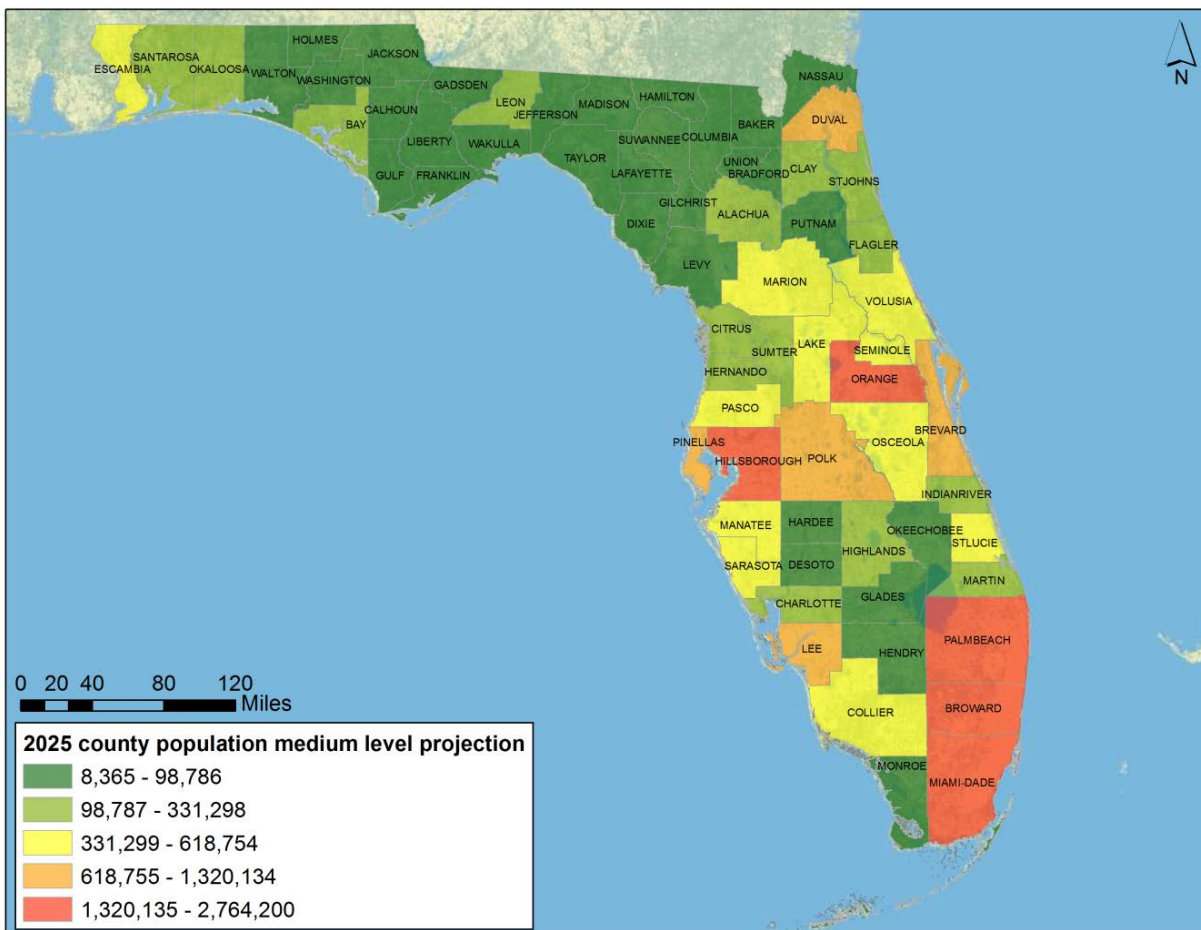 HOLMES
JACKSON
SANTAROSA
ESCAMBIA
OKALOOSA
WALTON
WASHINGTON
GADSDEN
LEON
JEFFERSON
MADISON
HAMILTON
NASSAU
N
BAY
CALHOUN
LIBERTY
WAKULLA
SUWANNEE
COLUMBIA
BAKER
DUVAL
GULF
FRANKLIN
TAYLOR
LAFAYETTE
UNION
BRADFORD
CLAY
STJOHNS
DIXIE
GILCHRIST
ALACHUA
PUTNAM
FLAGLER
LEVY
MARION
VOLUSIA
CITRUS
SUMTER
LAKE
SEMINOLE
HERNANDO
ORANGE
PASCO
PINELLAS
HILLSBOROUGH
POLK
OSCEOLA
BREVARD
INDIANRIVER
MANATEE
HARDEE
OKEECHOBEE
STLUCIE
SARASOTA
DESOTO
HIGHLANDS
MARTIN
CHARLOTTE
GLADES
LEE
HENDRY
PALMBEACH
COLLIER
BROWARD
MONROE
MIAMI-DADE
0 20 40 80 120
Miles
2025 county population medium level projection
8,365 - 98,786
98,787 - 331,298
331,299 - 618,754
618,755 - 1,320,134
1,320,135 - 2,764,200